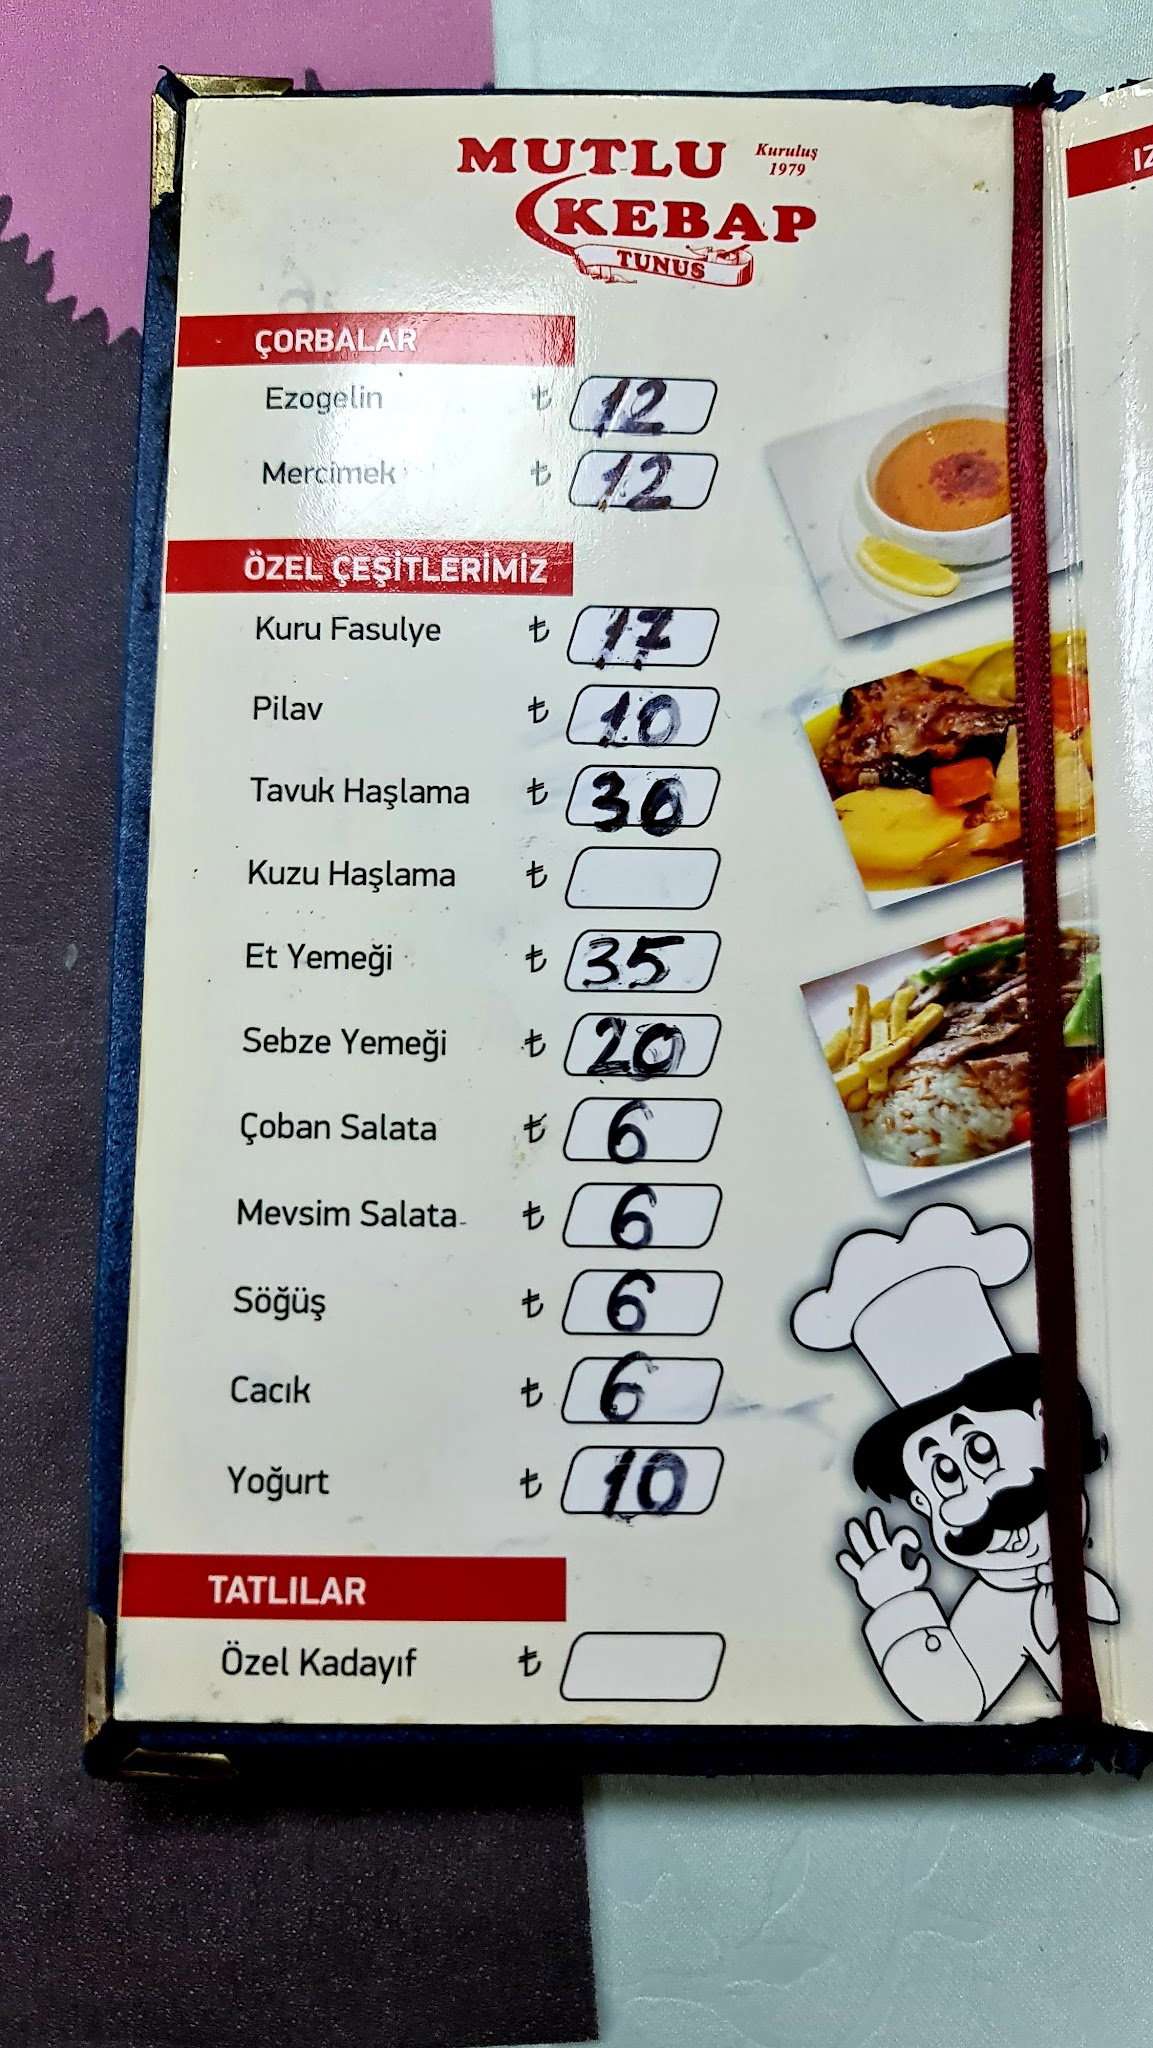 MUTLU Kuruluş
1979
KEBAP
TUNUS
ÇORBALAR
Ezogelin ₺ 12
Mercimek ₺ 12
ÖZEL ÇEŞİTLERİMİZ
Kuru Fasulye ₺ 17
Pilav ₺ 10
Tavuk Haşlama ₺ 30
Kuzu Haşlama ₺
Et Yemeği ₺ 35
Sebze Yemeği ₺ 20
Çoban Salata ₺ 6
Mevsim Salata ₺ 6
Söğüş ₺ 6
Cacık ₺ 6
Yoğurt ₺ 10
TATLILAR
Özel Kadayıf ₺